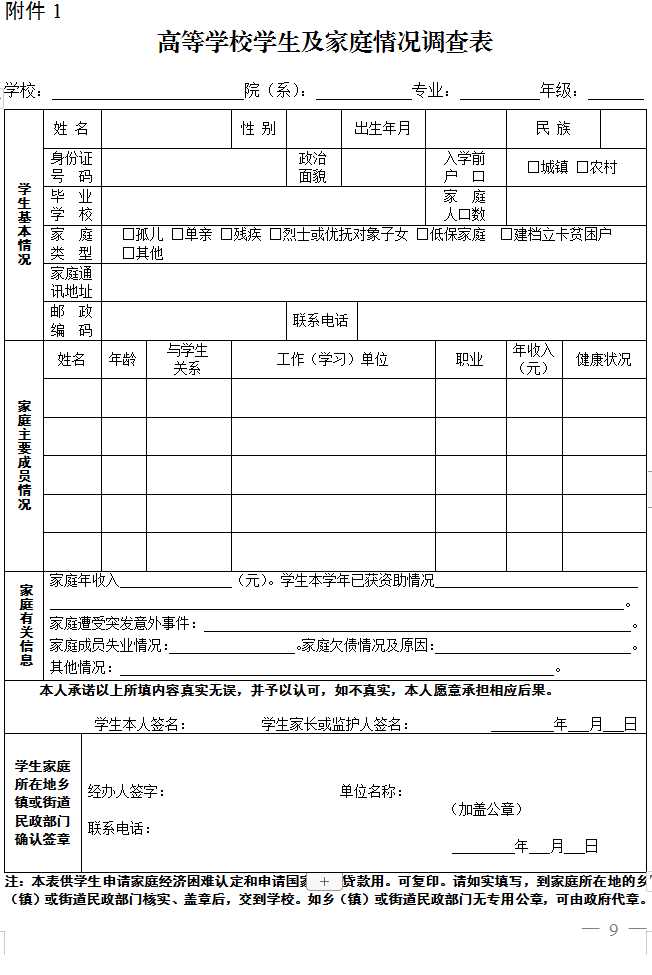 附件 1
高等学校学生及家庭情况调查表
学校：院（系）：专业：年级：
学生基本情况
姓 名 性 别 出生年月 民 族
身份证号 码 政治面貌 入学前户 口 □城镇 □农村
毕 业学 校 家 庭人口数
家 庭类 型 □孤儿 □单亲 □残疾 □烈士或优抚对象子女 □低保家庭 □建档立卡贫困户
□其他
家庭通讯地址
邮 政编 码 联系电话
家庭主要成员情况
姓名 年龄 与学生关系 工作（学习）单位 职业 年收入（元） 健康状况
家庭有关信息
家庭年收入（元）。学生本学年已获资助情况
。
家庭遭受突发意外事件：。
家庭成员失业情况：。家庭欠债情况及原因：。
其他情况：。
本人承诺以上所填内容真实无误，并予以认可，如不真实，本人愿意承担相应后果。
学生本人签名： 学生家长或监护人签名： 年 月 日
学生家庭所在地乡镇或街道民政部门确认签章
经办人签字： 单位名称：
（加盖公章）
联系电话：
年 月 日
注：本表供学生申请家庭经济困难认定和申请国家 贷款用。可复印。请如实填写，到家庭所在地的乡
（镇）或街道民政部门核实、盖章后，交到学校。如乡（镇）或街道民政部门无专用公章，可由政府代章。
— 9 —